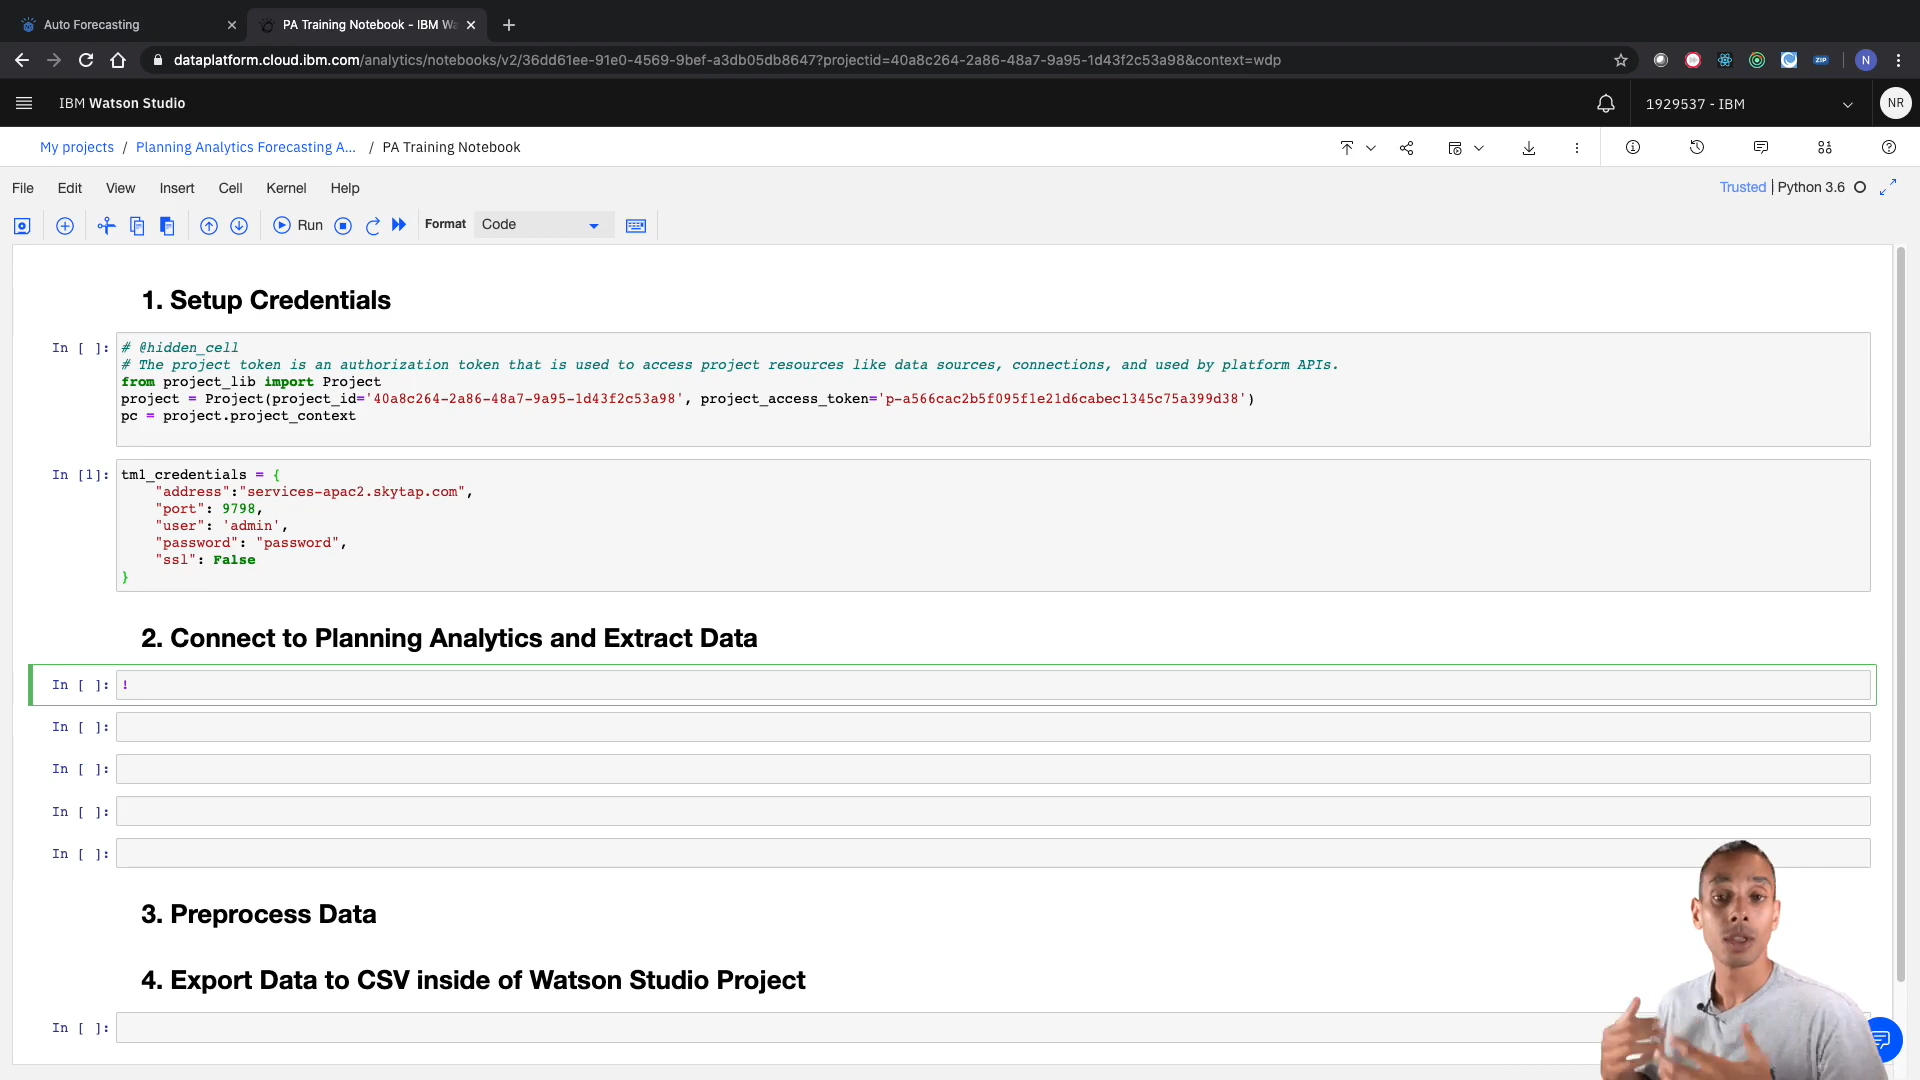 Auto Forecasting
PA Training Notebook - IBM Wa
dataplatform.cloud.ibm.com/analytics/notebooks/v2/36dd61ee-91e0-4569-9bef-a3db05db8647?projectid=40a8c264-2a86-48a7-9a95-1d43f2c53a98&context=wdp
ZIP
N
IBM Watson Studio
1929537 - IBM
NR
My projects / Planning Analytics Forecasting A... / PA Training Notebook
File Edit View Insert Cell Kernel Help
Trusted | Python 3.6
Run
Format
Code
1. Setup Credentials
In [ ]:
# @hidden_cell
# The project token is an authorization token that is used to access project resources like data sources, connections, and used by platform APIs.
from project_lib import Project
project = Project(project_id='40a8c264-2a86-48a7-9a95-1d43f2c53a98', project_access_token='p-a566cac2b5f095f1e21d6cabec1345c75a399d38')
pc = project.project_context
In [1]:
tm1_credentials = {
"address":"services-apac2.skytap.com",
"port": 9798,
"user": 'admin',
"password": "password",
"ssl": False
}
2. Connect to Planning Analytics and Extract Data
In [ ]: !
In [ ]:
In [ ]:
In [ ]:
In [ ]:
3. Preprocess Data
4. Export Data to CSV inside of Watson Studio Project
In [ ]: